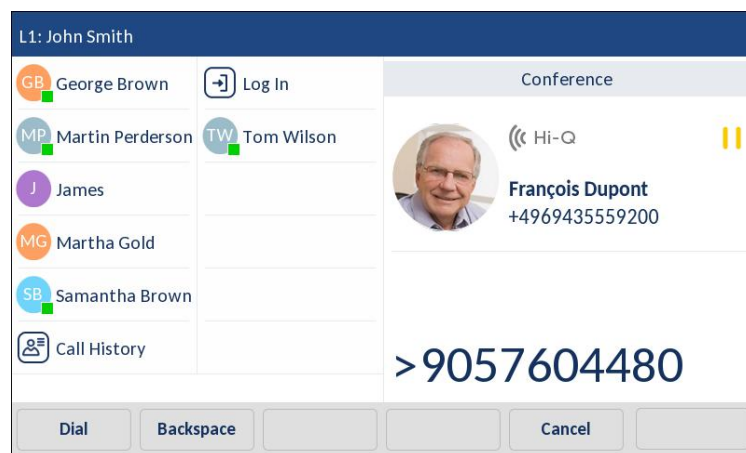 L1: John Smith
GB George Brown
Log In
MP Martin Perderson
TW Tom Wilson
J James
MG Martha Gold
SB Samantha Brown
Call History
Conference
Hi-Q
François Dupont
+4969435559200
>9057604480
Dial
Backspace
Cancel